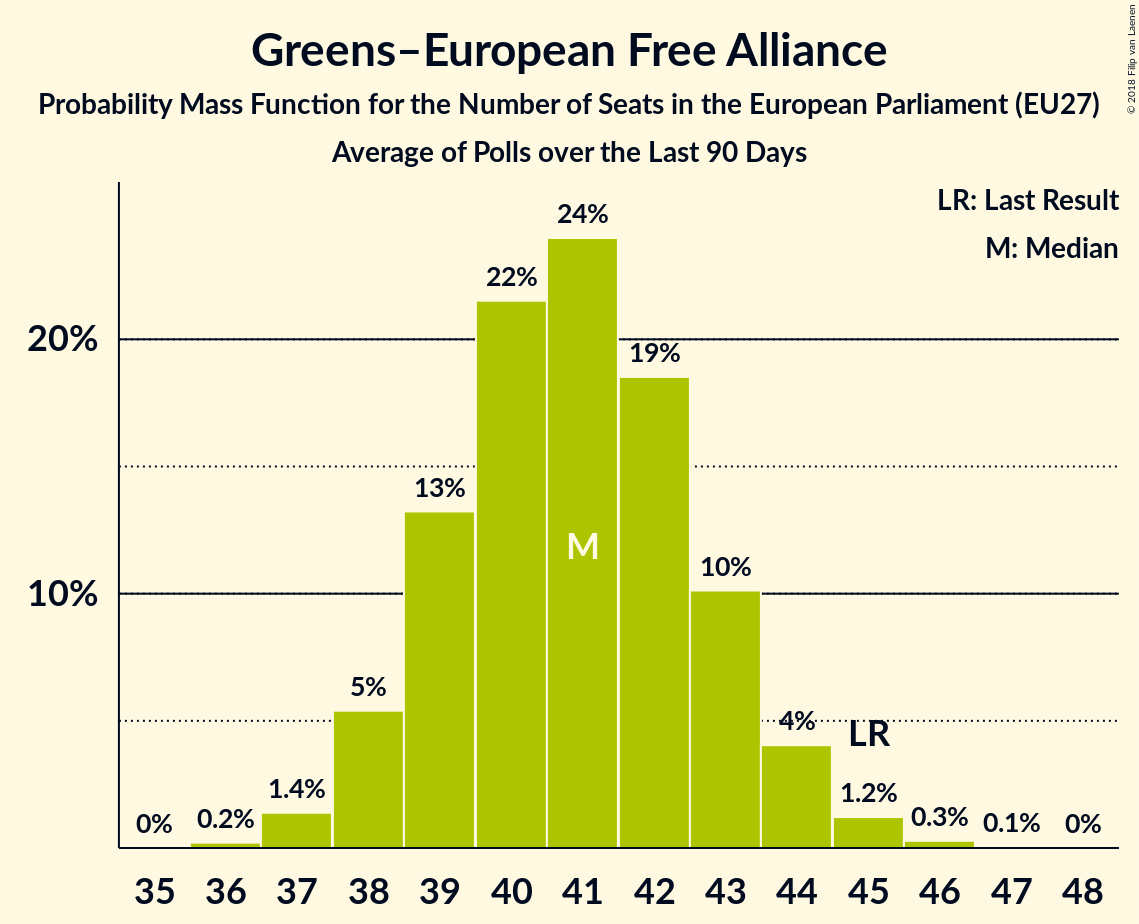 Greens–European Free Alliance
Probability Mass Function for the Number of Seats in the European Parliament (EU27)
Average of Polls over the Last 90 Days
© 2018 Filip van Laenen
LR: Last Result
M: Median
20%
10%
0%
0.2%
1.4%
5%
13%
22%
24%
19%
10%
4%
1.2%
0.3%
0.1%
0%
M
LR
35 36 37 38 39 40 41 42 43 44 45 46 47 48